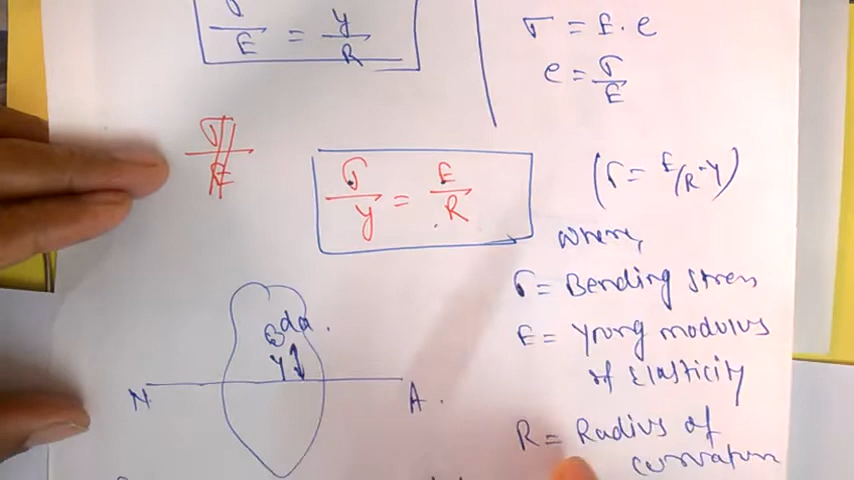 σ/E = y/R
σ = E. e
e = σ/E
σ/E
σ/y = E/R
(σ = E/R · y)
where,
σ = Bending stress
E = Young modulus
of Elasticity
da.
y
N A.
R = Radius of
curvature